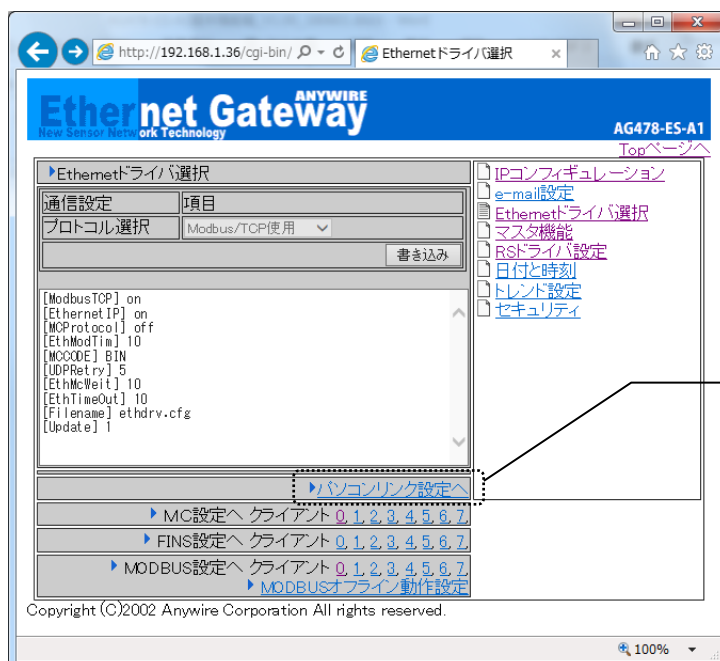 http://192.168.1.36/cgi-bin/
Ethernetドライバ選択
Ethernet Gateway
ANYWIRE
New Sensor Network Technology
AG478-ES-A1
Topページへ
Ethernetドライバ選択
通信設定 項目
プロトコル選択 Modbus/TCP使用
書き込み
[ModbusTCP] on
[EthernetIP] on
[MCProtocol] off
[EthModTim] 10
[MCCODE] BIN
[UDPRetry] 5
[EthMcWeit] 10
[EthTimeOut] 10
[Filename] ethdrv.cfg
[Update] 1
パソコンリンク設定へ
MC設定へ クライアント 0, 1, 2, 3, 4, 5, 6, 7,
FINS設定へ クライアント 0, 1, 2, 3, 4, 5, 6, 7,
MODBUS設定へ クライアント 0, 1, 2, 3, 4, 5, 6, 7,
MODBUSオフライン動作設定
IPコンフィギュレーション
e-mail設定
Ethernetドライバ選択
マスタ機能
RSドライバ設定
日付と時刻
トレンド設定
セキュリティ
Copyright (C)2002 Anywire Corporation All rights reserved.
100%